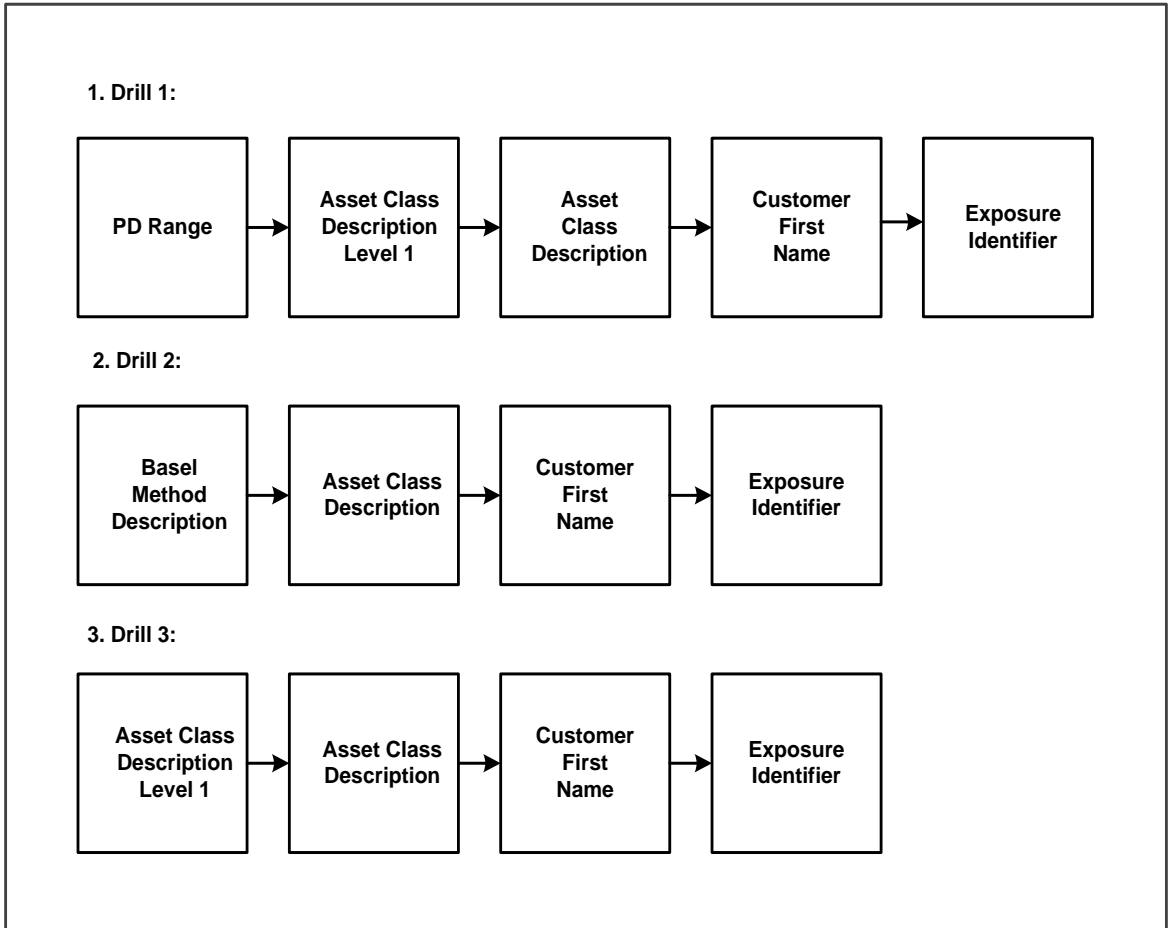 1. Drill 1:
PD Range
Asset Class
Description
Level 1
Asset
Class
Description
Customer
First
Name
Exposure
Identifier
2. Drill 2:
Basel
Method
Description
Asset Class
Description
Customer
First
Name
Exposure
Identifier
3. Drill 3:
Asset Class
Description
Level 1
Asset Class
Description
Customer
First
Name
Exposure
Identifier